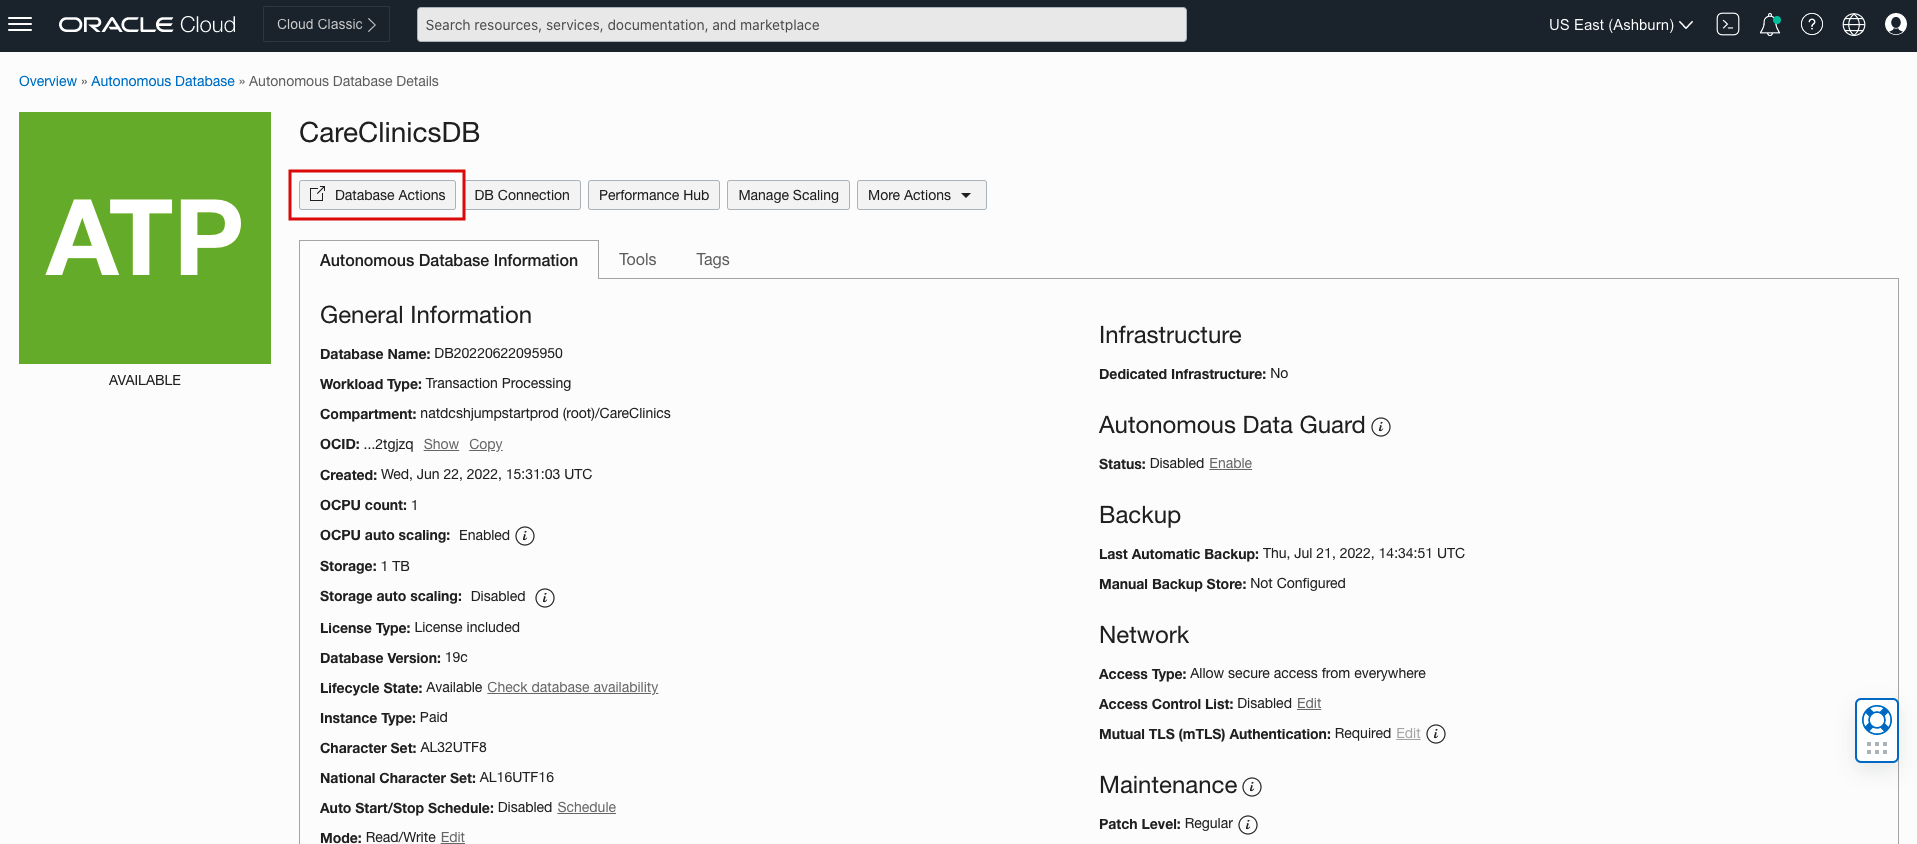 ORACLE Cloud
Cloud Classic
Search resources, services, documentation, and marketplace
US East (Ashburn)
Overview » Autonomous Database » Autonomous Database Details
ATP
AVAILABLE
CareClinicsDB
Database Actions
DB Connection
Performance Hub
Manage Scaling
More Actions
Autonomous Database Information
Tools
Tags
General Information
Database Name: DB20220622095950
Workload Type: Transaction Processing
Compartment: natdcshjumpstartprod (root)/CareClinics
OCID: ...2tgjzq Show Copy
Created: Wed, Jun 22, 2022, 15:31:03 UTC
OCPU count: 1
OCPU auto scaling: Enabled
Storage: 1 TB
Storage auto scaling: Disabled
License Type: License included
Database Version: 19c
Lifecycle State: Available Check database availability
Instance Type: Paid
Character Set: AL32UTF8
National Character Set: AL16UTF16
Auto Start/Stop Schedule: Disabled Schedule
Mode: Read/Write Edit
Infrastructure
Dedicated Infrastructure: No
Autonomous Data Guard
Status: Disabled Enable
Backup
Last Automatic Backup: Thu, Jul 21, 2022, 14:34:51 UTC
Manual Backup Store: Not Configured
Network
Access Type: Allow secure access from everywhere
Access Control List: Disabled Edit
Mutual TLS (mTLS) Authentication: Required Edit
Maintenance
Patch Level: Regular